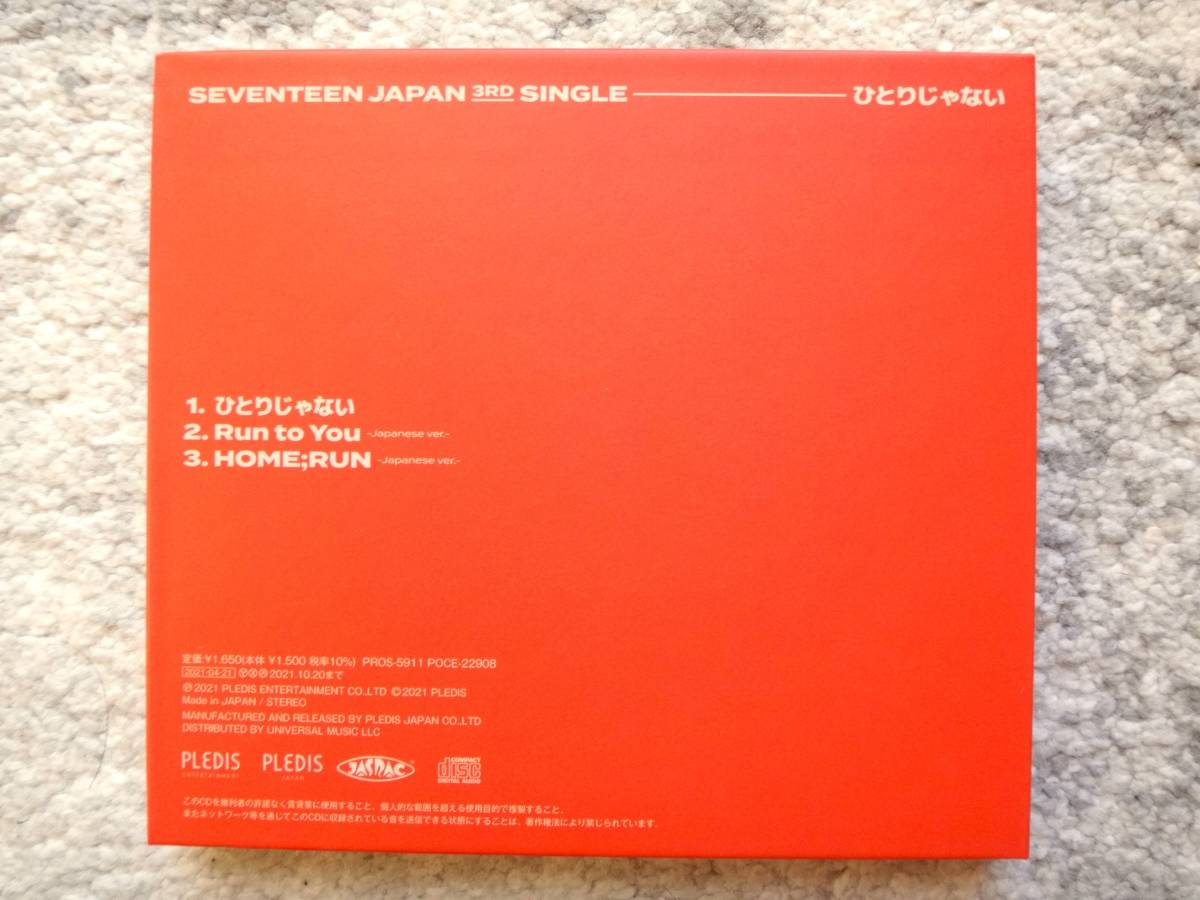 SEVENTEEN JAPAN 3RD SINGLE ひとりじゃない
1. ひとりじゃない
2. Run to You -Japanese ver.-
3. HOME;RUN -Japanese ver.-
定価:¥1,650(本体 ¥1,500 税率10%) PROS-5911 POCE-22908
2021-04-21 2021.10.20まで
℗2021 PLEDIS ENTERTAINMENT CO.,LTD ©2021 PLEDIS
Made in JAPAN / STEREO
MANUFACTURED AND RELEASED BY PLEDIS JAPAN CO.,LTD
DISTRIBUTED BY UNIVERSAL MUSIC LLC
PLEDIS ENTERTAINMENT PLEDIS JAPAN JASRAC COMPACT disc DIGITAL AUDIO
このCDを権利者の許諾なく賃貸業に使用すること、個人的な範囲を超える使用目的で複製すること、
またネットワーク等を通じてこのCDに収録されている音を送信できる状態にすることは、著作権法により禁じられています。